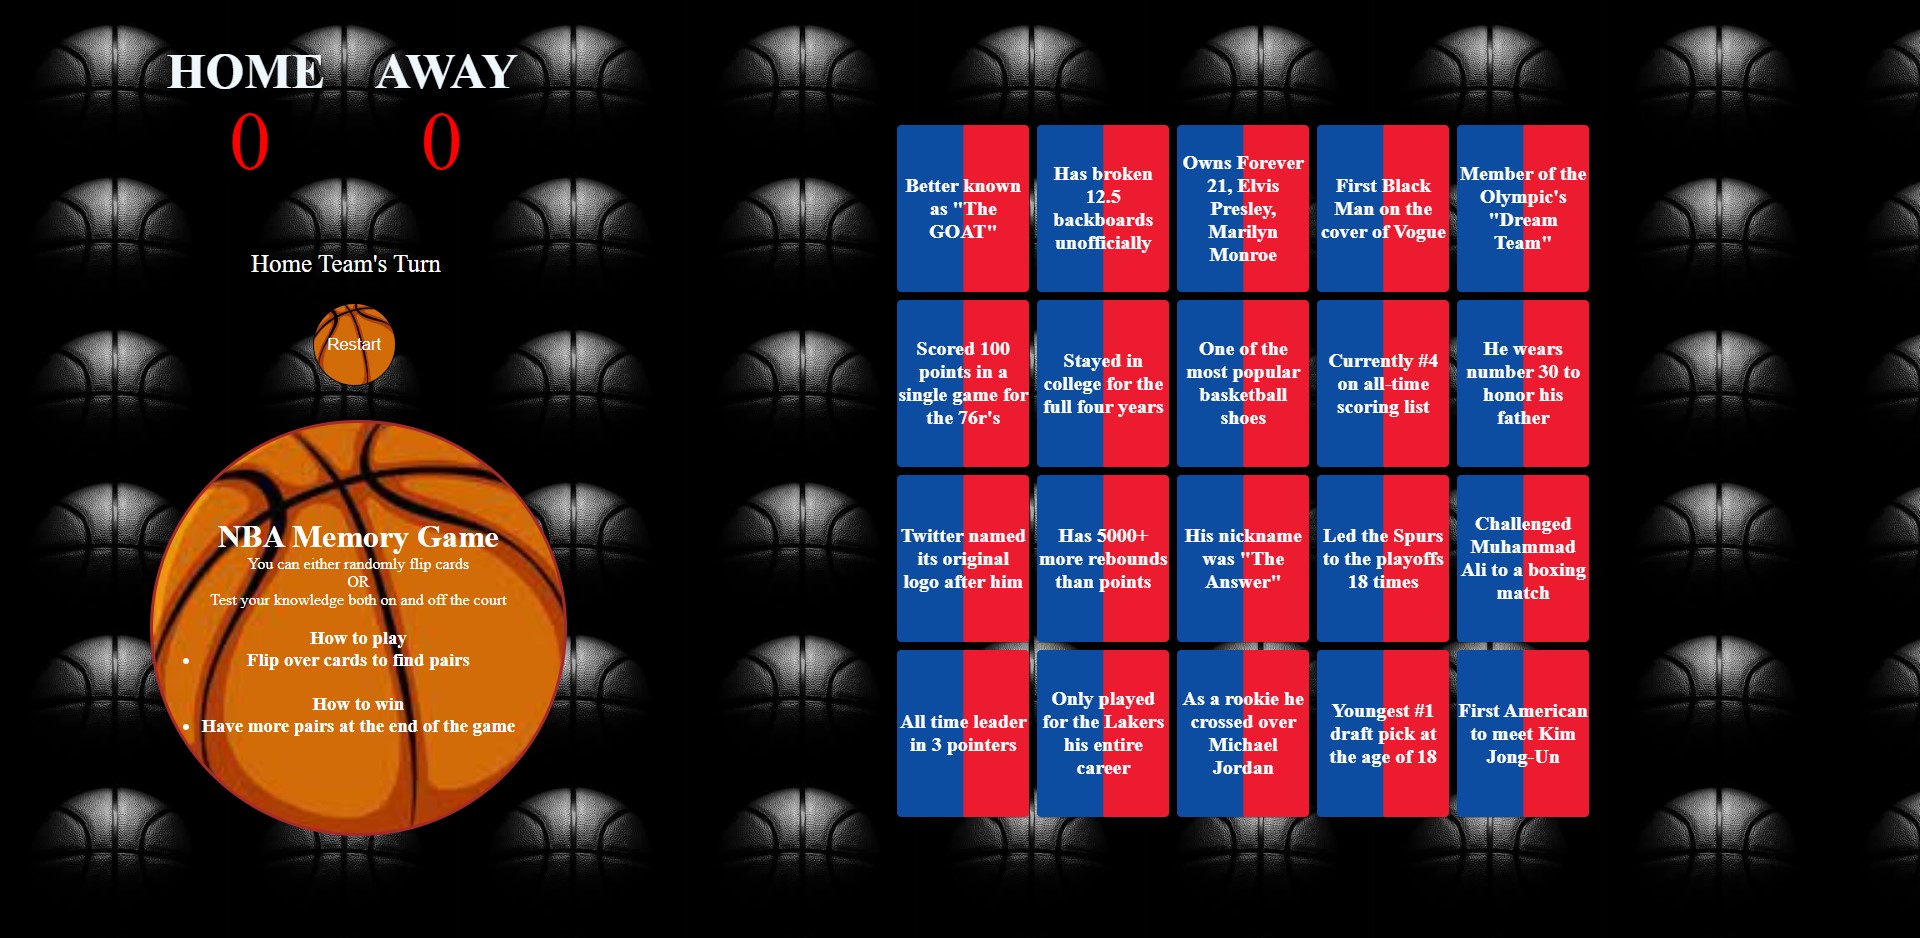 HOME AWAY
0 0
Home Team's Turn
Restart
NBA Memory Game
You can either randomly flip cards
OR
Test your knowledge both on and off the court
How to play
• Flip over cards to find pairs
How to win
• Have more pairs at the end of the game
Better known
as "The
GOAT"
Has broken
12.5
backboards
unofficially
Owns Forever
21, Elvis
Presley,
Marilyn
Monroe
First Black
Man on the
cover of Vogue
Member of the
Olympic's
"Dream
Team"
Scored 100
points in a
single game for
the 76r's
Stayed in
college for the
full four years
One of the
most popular
basketball
shoes
Currently #4
on all-time
scoring list
He wears
number 30 to
honor his
father
Twitter named
its original
logo after him
Has 5000+
more rebounds
than points
His nickname
was "The
Answer"
Led the Spurs
to the playoffs
18 times
Challenged
Muhammad
Ali to a boxing
match
All time leader
in 3 pointers
Only played
for the Lakers
his entire
career
As a rookie he
crossed over
Michael
Jordan
Youngest #1
draft pick at
the age of 18
First American
to meet Kim
Jong-Un